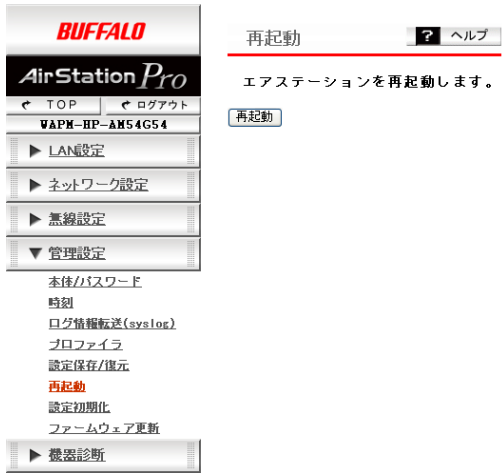 BUFFALO
AirStation Pro
TOP ログアウト
WAPM-HP-AM54G54
▶ LAN設定
▶ ネットワーク設定
▶ 無線設定
▼ 管理設定
本体/パスワード
時刻
ログ情報転送(syslog)
プロファイラ
設定保存/復元
再起動
設定初期化
ファームウェア更新
▶ 機器診断
再起動
? ヘルプ
エアステーションを再起動します。
再起動